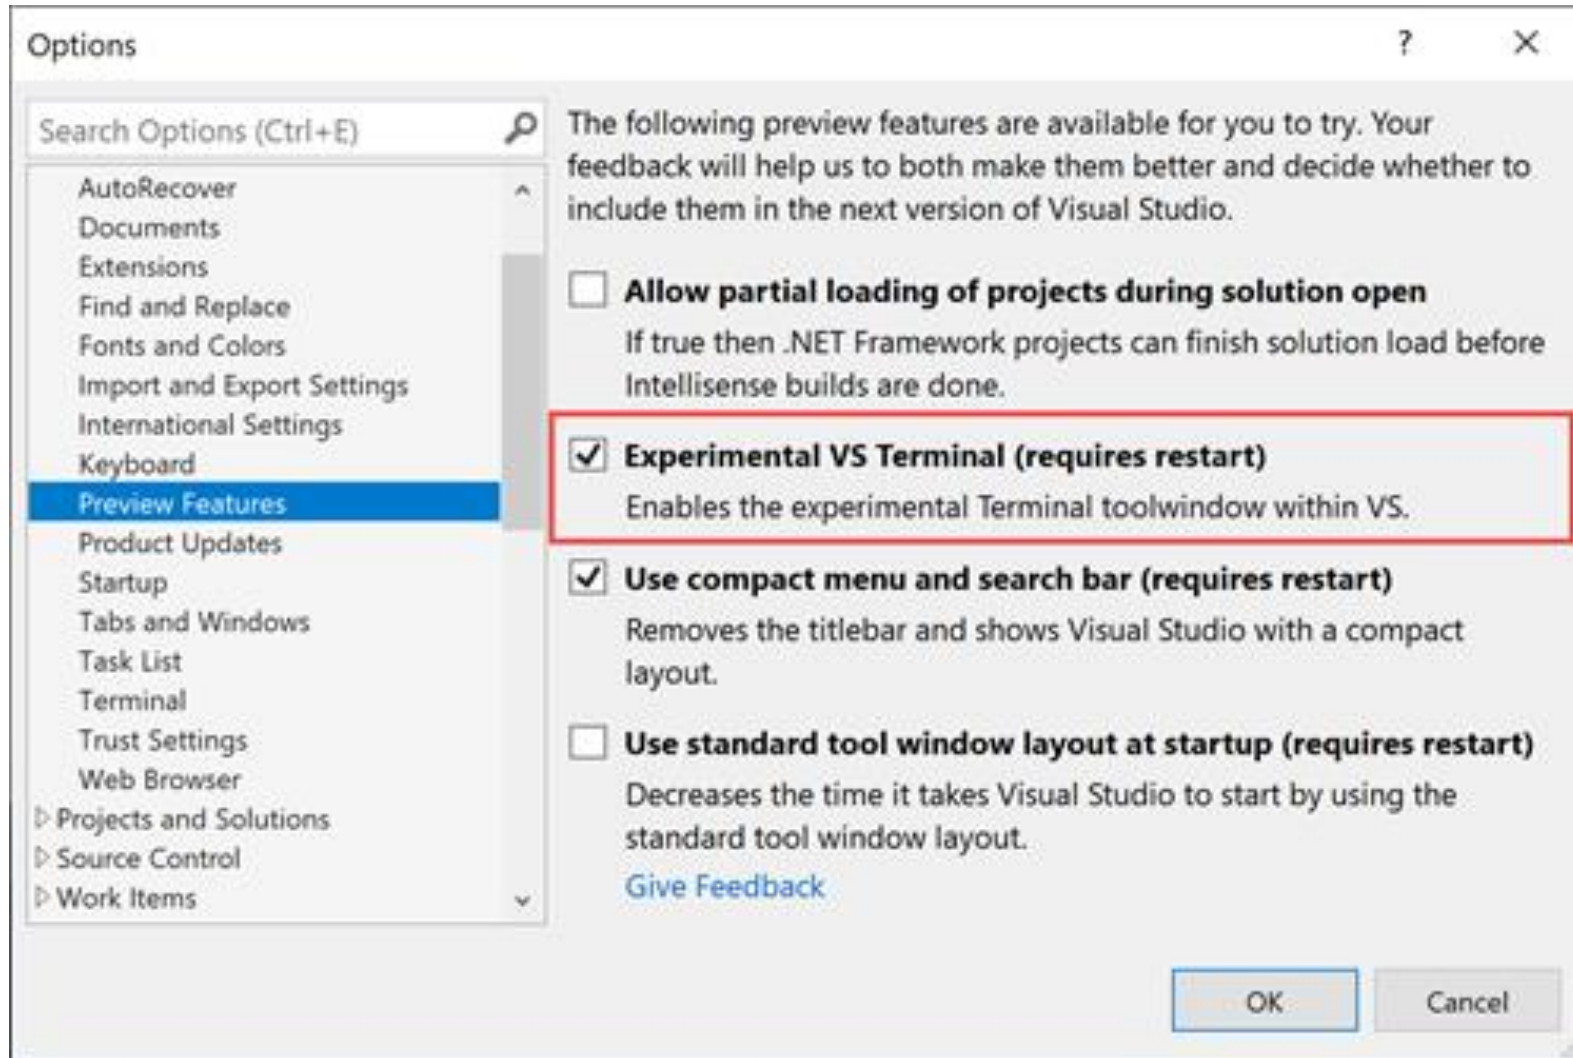 Options
?
Search Options (Ctrl+E)
AutoRecover
Documents
Extensions
Find and Replace
Fonts and Colors
Import and Export Settings
International Settings
Keyboard
Preview Features
Product Updates
Startup
Tabs and Windows
Task List
Terminal
Trust Settings
Web Browser
Projects and Solutions
Source Control
Work Items
The following preview features are available for you to try. Your
feedback will help us to both make them better and decide whether to
include them in the next version of Visual Studio.
Allow partial loading of projects during solution open
If true then .NET Framework projects can finish solution load before
Intellisense builds are done.
Experimental VS Terminal (requires restart)
Enables the experimental Terminal toolwindow within VS.
Use compact menu and search bar (requires restart)
Removes the titlebar and shows Visual Studio with a compact
layout.
Use standard tool window layout at startup (requires restart)
Decreases the time it takes Visual Studio to start by using the
standard tool window layout.
Give Feedback
OK
Cancel